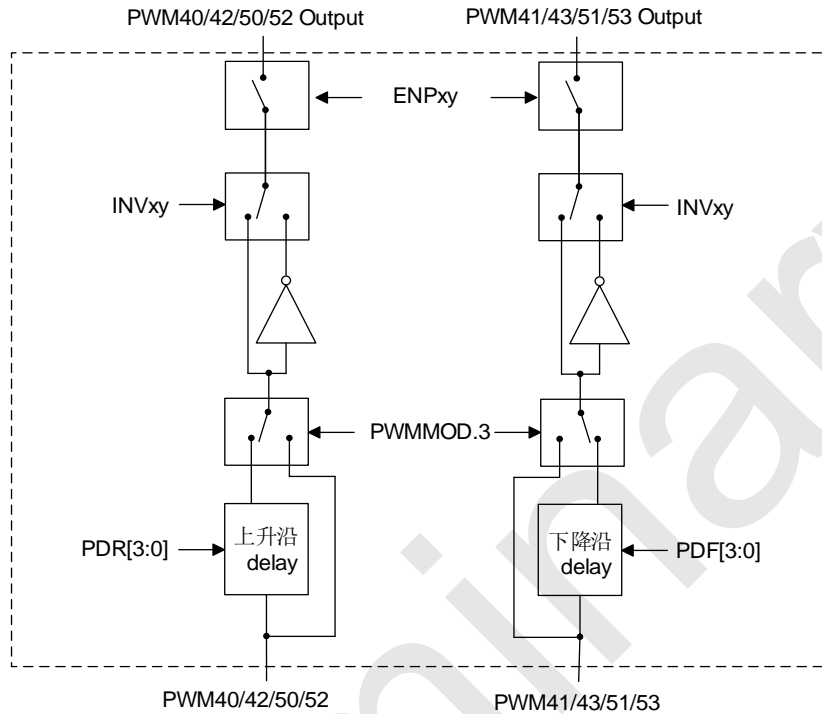 PWM40/42/50/52 Output
PWM41/43/51/53 Output
ENPxy
INVxy
INVxy
PWMMOD.3
PDR[3:0]
上升沿
delay
下降沿
delay
PDF[3:0]
PWM40/42/50/52
PWM41/43/51/53